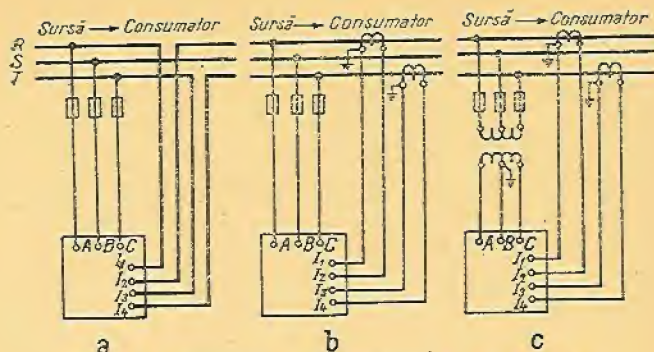 Sursă → Consumator
Sursă → Consumator
Sursă → Consumator
R
S
T
A B C
I1
I2
I3
I4
A B C
I1
I2
I3
I4
A B C
I1
I2
I3
I4
a
b
c